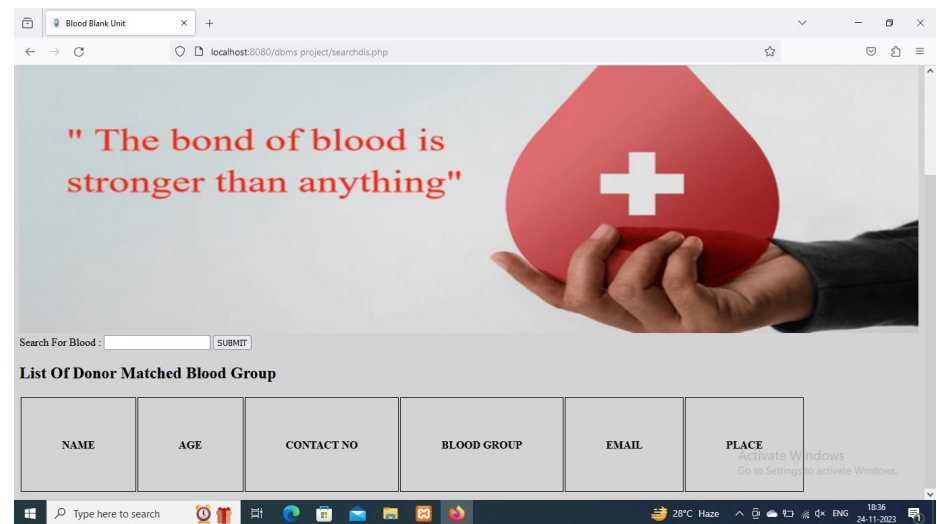 Blood Blank Unit
localhost:8080/dbms project/searchdis.php
" The bond of blood is
stronger than anything"
Search For Blood :
SUBMIT
List Of Donor Matched Blood Group
NAME AGE CONTACT NO BLOOD GROUP EMAIL PLACE
Activate Windows
Go to Settings to activate Windows.
Type here to search
28°C Haze
ENG
18:36
24-11-2023